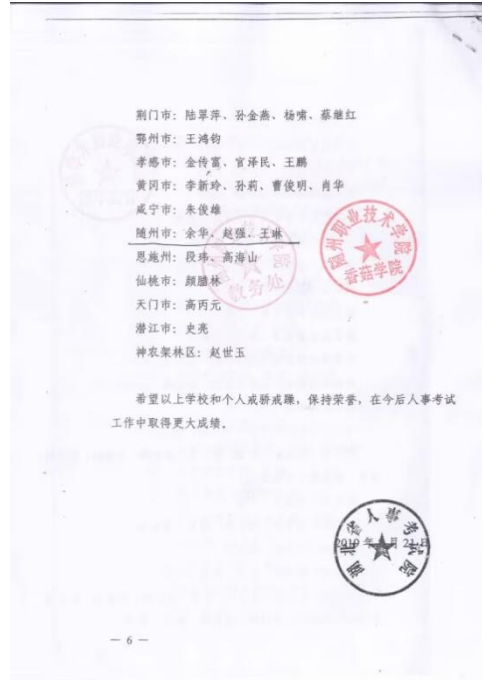 荆门市：陆翠萍、孙金燕、杨啸、蔡继红
鄂州市：王鸿钧
孝感市：金传富、官泽民、王鹏
黄冈市：李新玲、孙莉、曹俊明、肖华
咸宁市：朱俊雄
随州市：余华、赵强、王琳
恩施州：段玮、高海山
仙桃市：颜腊林
天门市：高丙元
潜江市：史亮
神农架林区：赵世玉
随州职业技术学院
香菇学院
教务处
希望以上学校和个人戒骄戒躁，保持荣誉，在今后人事考试
工作中取得更大成绩。
湖北省人事考试院
月21日
— 6 —